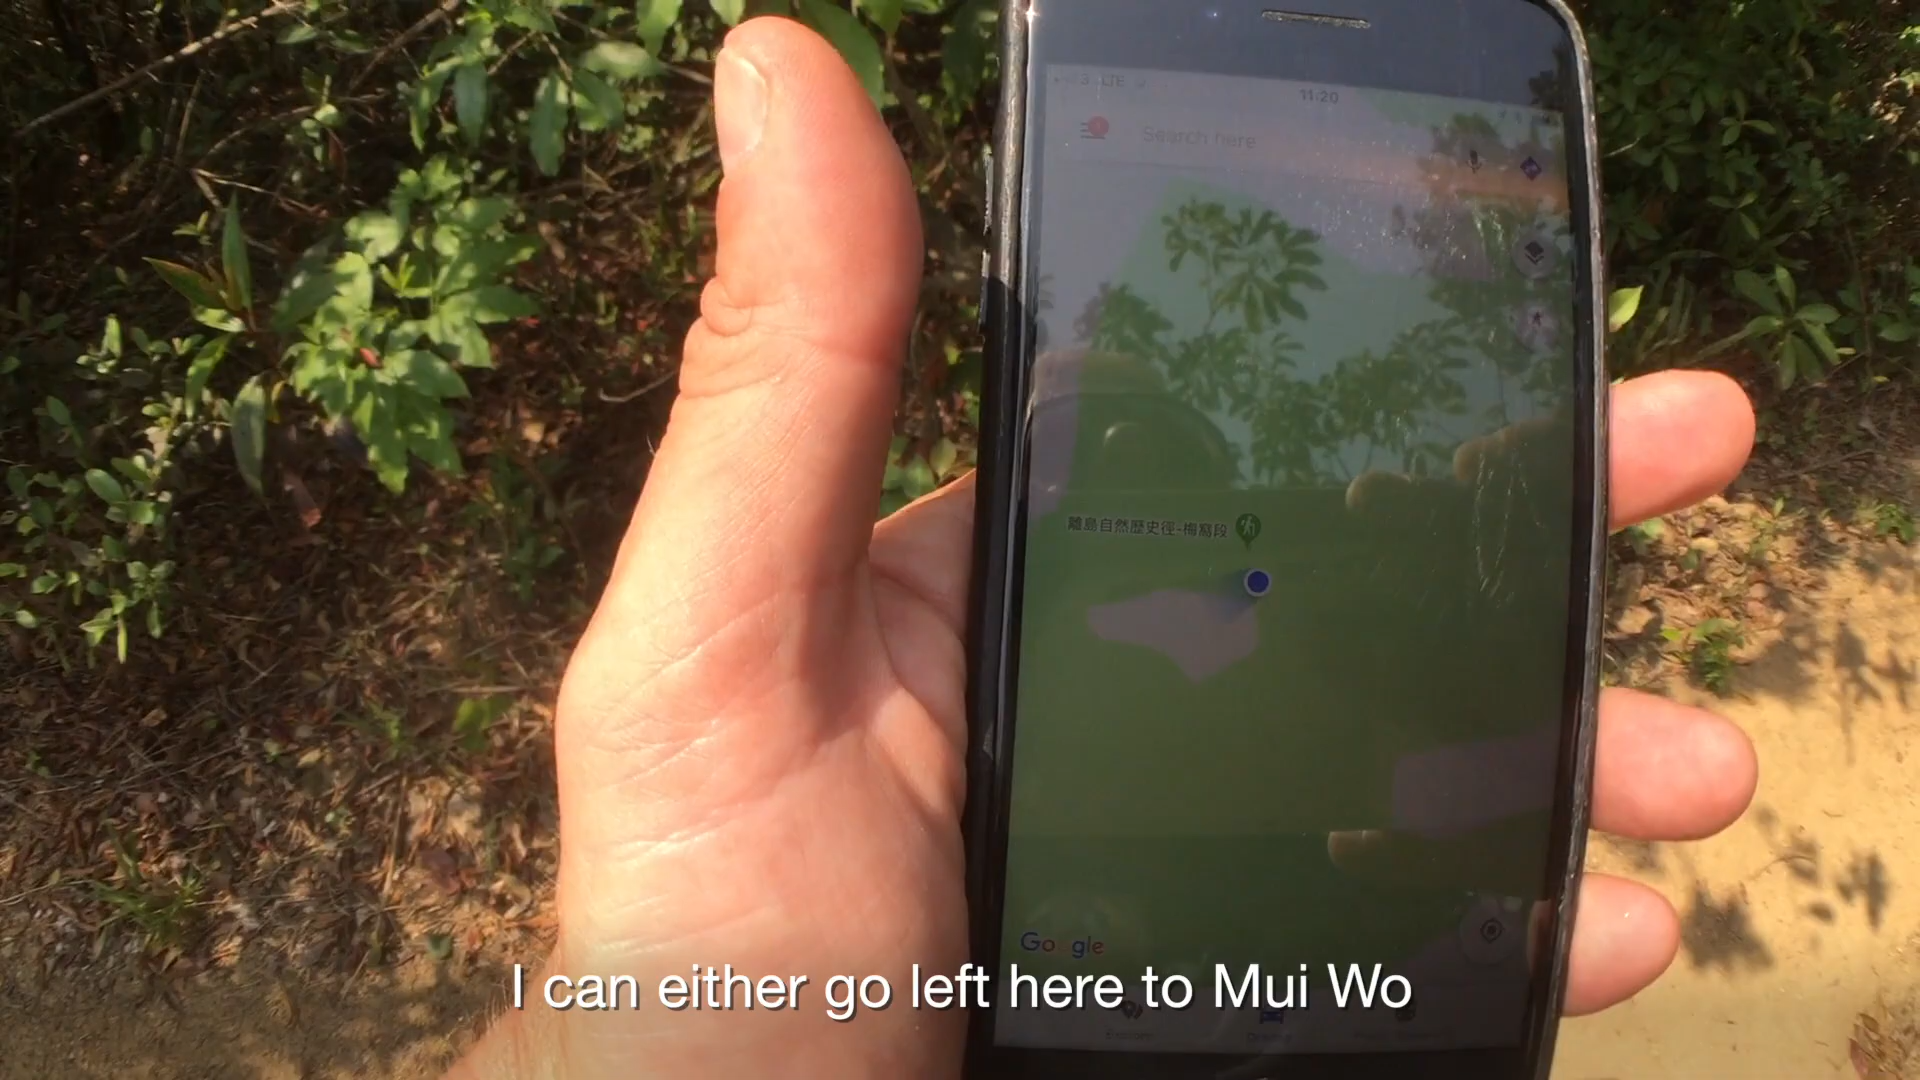 3 LTE
11:20
Search here
離島自然歷史徑-梅窩段
Google
Explore
I can either go left here to Mui Wo